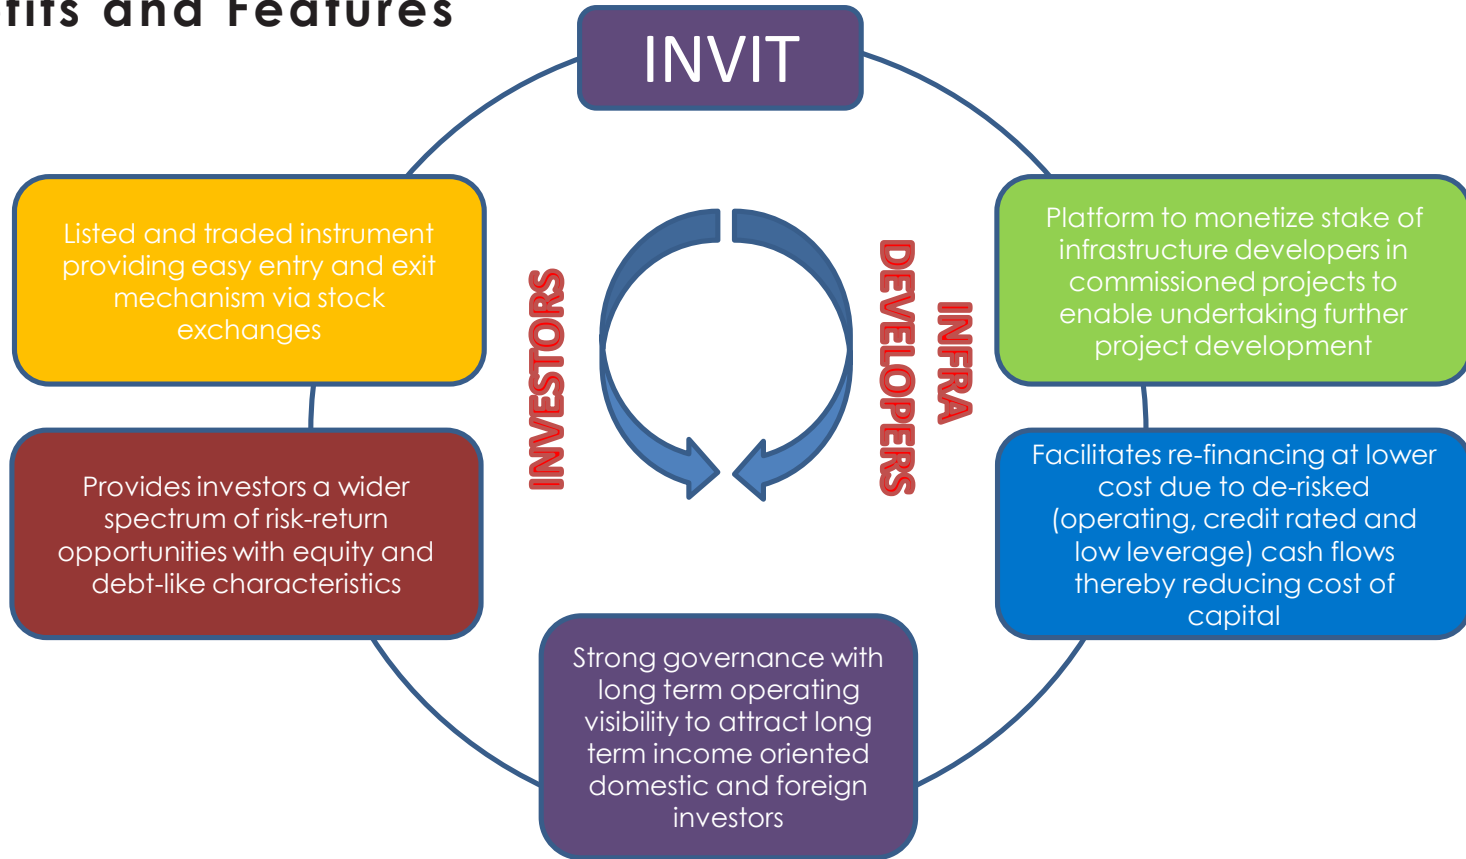 fits and Features
INVIT
Listed and traded instrument
providing easy entry and exit
mechanism via stock
exchanges
Platform to monetize stake of
infrastructure developers in
commissioned projects to
enable undertaking further
project development
INVESTORS
INFRA
DEVELOPERS
Provides investors a wider
spectrum of risk-return
opportunities with equity and
debt-like characteristics
Facilitates re-financing at lower
cost due to de-risked
(operating, credit rated and
low leverage) cash flows
thereby reducing cost of
capital
Strong governance with
long term operating
visibility to attract long
term income oriented
domestic and foreign
investors